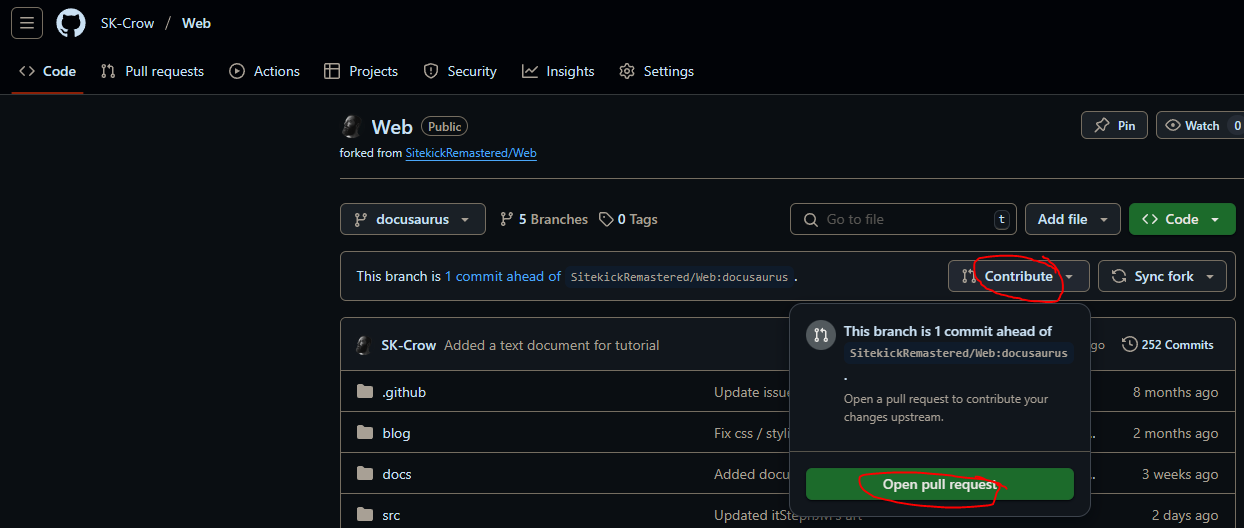 SK-Crow / Web
Code Pull requests Actions Projects Security Insights Settings
Web Public Pin Watch 0
forked from SitekickRemastered/Web
docusaurus 5 Branches 0 Tags Go to file t Add file Code
This branch is 1 commit ahead of SitekickRemastered/Web:docusaurus . Contribute Sync fork
This branch is 1 commit ahead of
SitekickRemastered/Web:docusaurus
.
Open a pull request to contribute your
changes upstream.
Open pull request
SK-Crow Added a text document for tutorial ago 252 Commits
.github Update issu 8 months ago
blog Fix css / styli .. 2 months ago
docs Added docu .. 3 weeks ago
src Updated itStep art 2 days ago